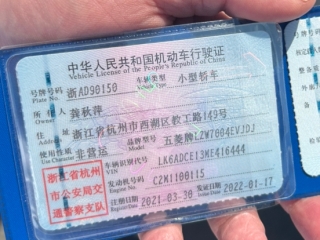 中华人民共和国机动车行驶证
Vehicle License of the People's Republic of China
号牌号码 Plate No. 浙AD90150 车辆类型 Vehicle Type 小型轿车
所有人 Owner 龚秋萍
住址 Address 浙江省杭州市西湖区教工路149号
使用性质 Use Character 非营运 品牌型号 Model 五菱牌LZW7004EVJDJ
浙江省杭州市公安局交通警察支队
车辆识别代号 VIN LK6ADCE13ME416444
发动机号码 Engine No. CZM1100115
注册日期 Register Date 2021-03-30 发证日期 Issue Date 2022-01-17